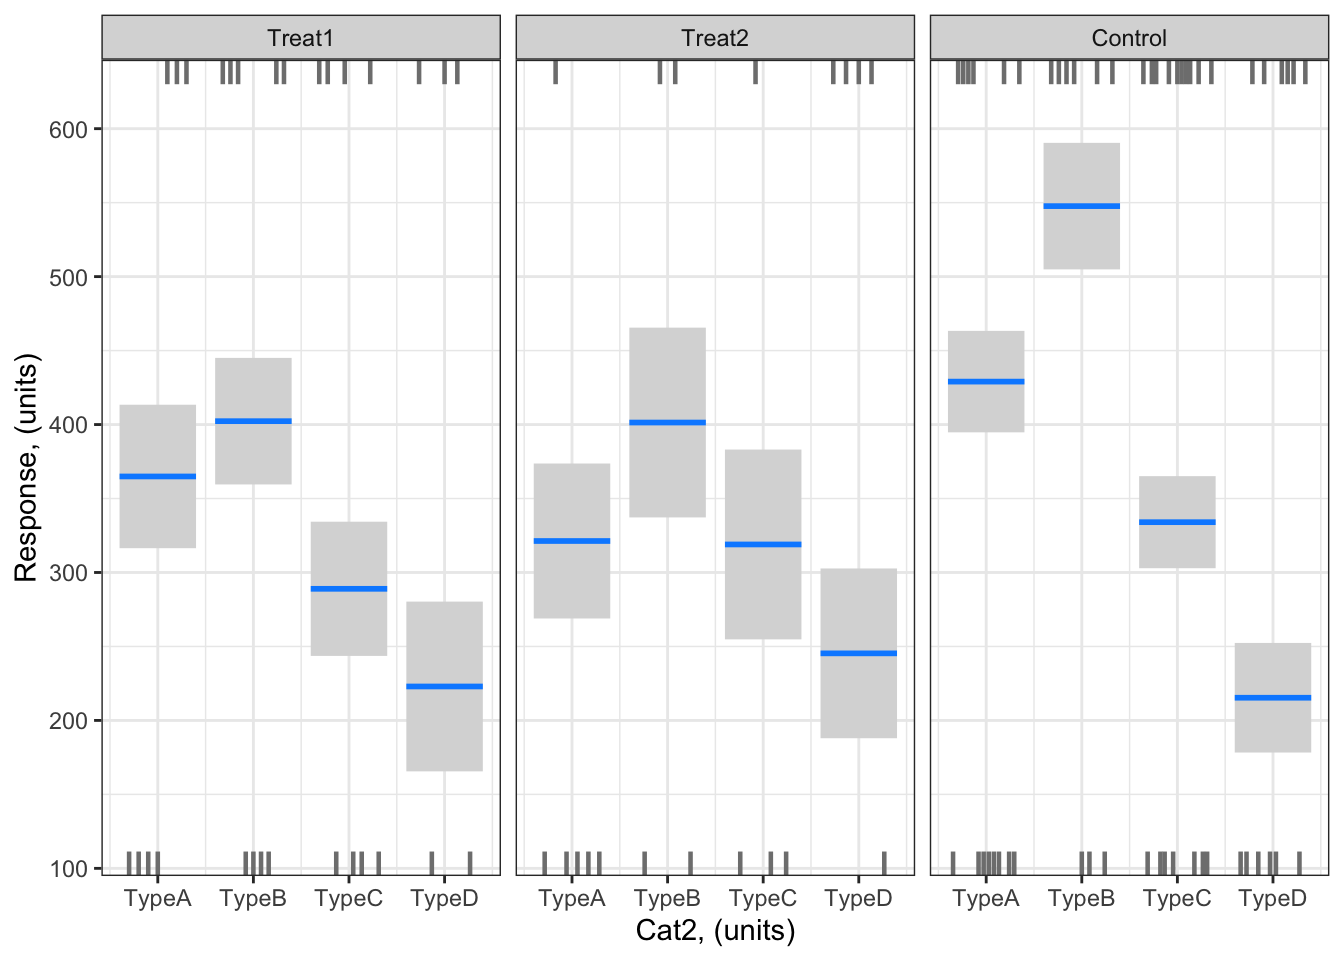 Treat1 Treat2 Control
600
500
400
300
200
100
Response, (units)
TypeA TypeB TypeC TypeD TypeA TypeB TypeC TypeD TypeA TypeB TypeC TypeD
Cat2, (units)